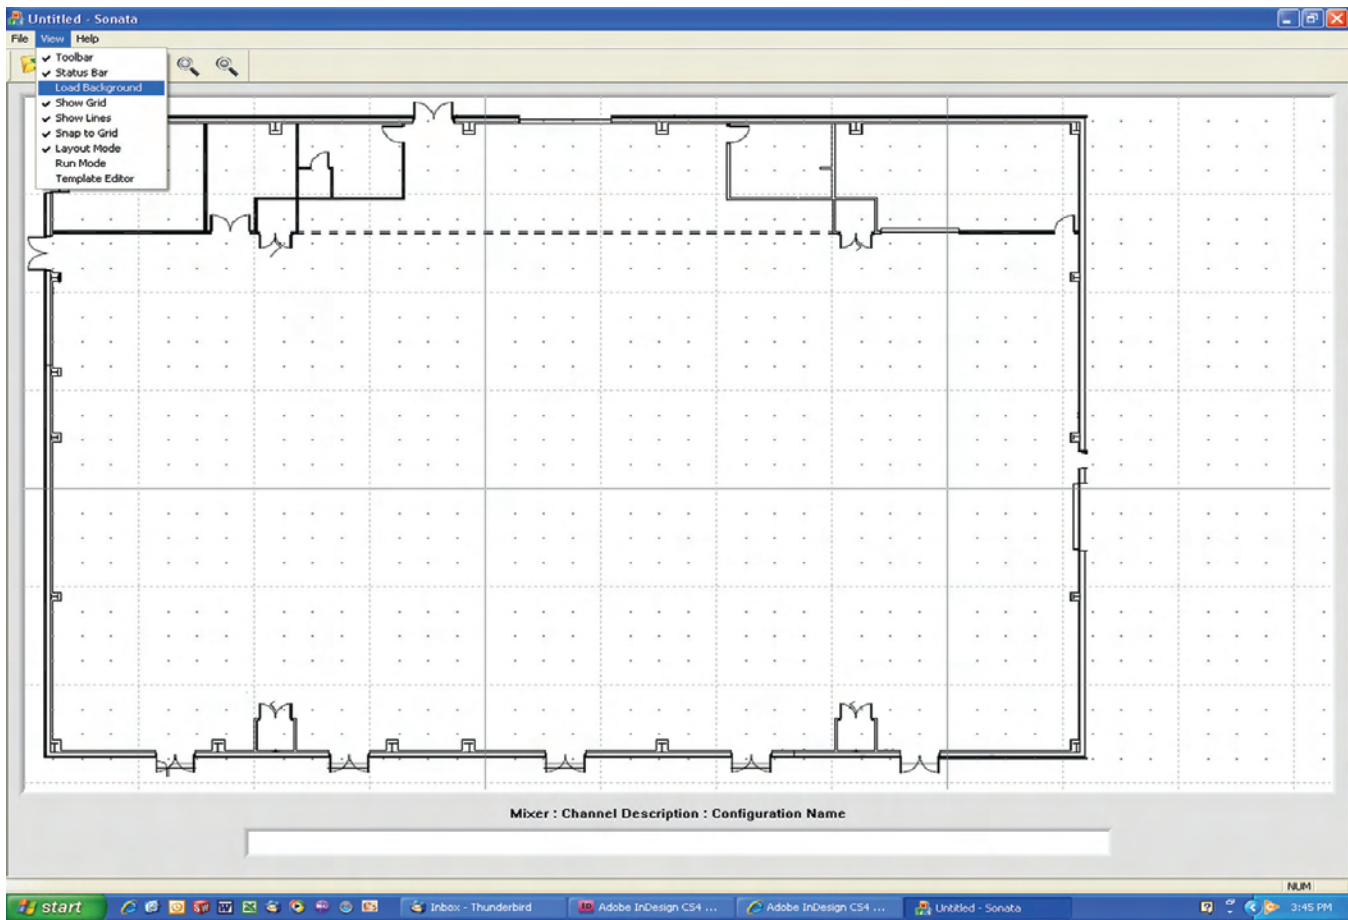 Untitled - Sonata
File View Help
Toolbar
Status Bar
Load Background
Show Grid
Show Lines
Snap to Grid
Layout Mode
Run Mode
Template Editor
Mixer : Channel Description : Configuration Name
NUM
start Inbox - Thunderbird Adobe InDesign CS4 ... Adobe InDesign CS4 ... Untitled - Sonata 3:45 PM